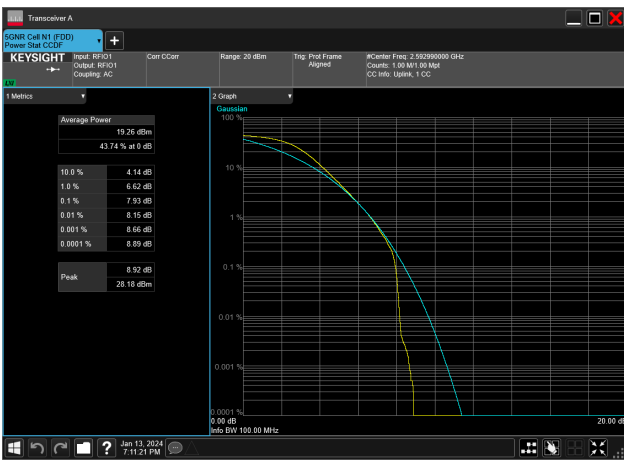 Transceiver A
5GNR Cell N1 (FDD)
Power Stat CCDF
KEYSIGHT
Input: RFIO1
Output: RFIO1
Coupling: AC
Corr CCorr
Range: 20 dBm
Trig: Prot Frame
Aligned
#Center Freq: 2.592990000 GHz
Counts: 1.00 M/1.00 Mpt
CC Info: Uplink, 1 CC
1 Metrics
Average Power
19.26 dBm
43.74 % at 0 dB
10.0 % 4.14 dB
1.0 % 6.62 dB
0.1 % 7.93 dB
0.01 % 8.15 dB
0.001 % 8.66 dB
0.0001 % 8.89 dB
Peak
8.92 dB
28.18 dBm
2 Graph
Gaussian
100 %
10 %
1 %
0.1 %
0.01 %
0.001 %
0.0001 %
0.00 dB
20.00 dB
Info BW 100.00 MHz
Jan 13, 2024
7:11:21 PM